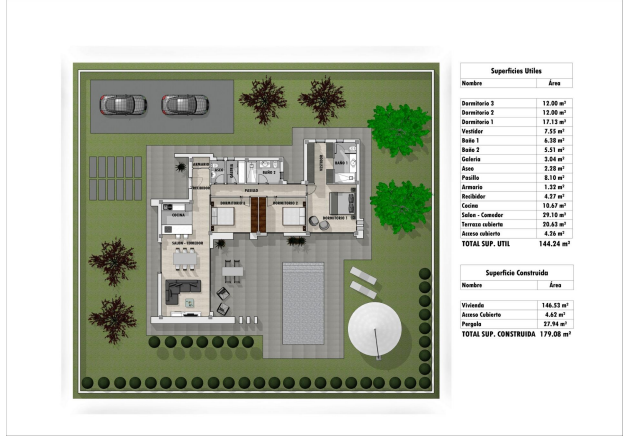 Superficies Utiles
Nombre Área
Dormitorio 3 12.00 m²
Dormitorio 2 12.00 m²
Dormitorio 1 17.13 m²
Vestidor 7.55 m²
Baño 1 6.38 m²
Baño 2 5.51 m²
Galeria 3.04 m²
Aseo 2.28 m²
Pasillo 8.10 m²
Armario 1.32 m²
Recibidor 4.27 m²
Cocina 10.67 m²
Salon - Comedor 29.10 m²
Terraza cubierta 20.63 m²
Acceso cubierto 4.26 m²
TOTAL SUP. UTIL 144.24 m²
Superficie Construida
Nombre Área
Vivienda 146.53 m²
Acceso Cubierto 4.62 m²
Pergola 27.94 m²
TOTAL SUP. CONSTRUIDA 179.08 m²
ARMARIO
ASEO
GALERIA
BAÑO 2
VESTIDOR
BAÑO 1
RECIBIDOR
PASILLO
COCINA
DORMITORIO 2
DORMITORIO 1
SALON - COMEDOR